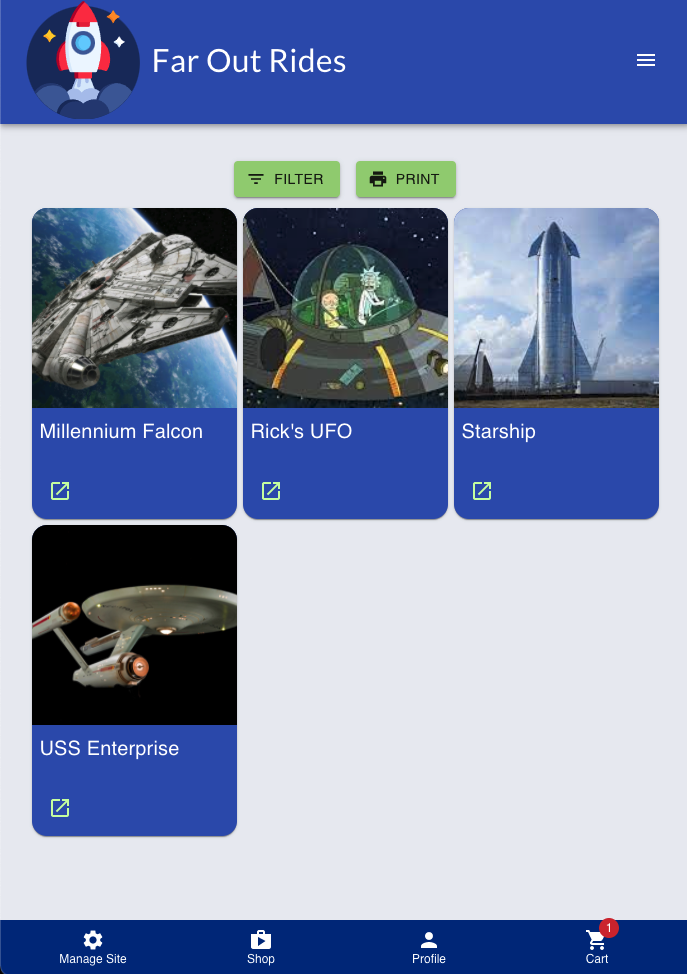 Far Out Rides
FILTER
PRINT
Millennium Falcon
Rick's UFO
Starship
USS Enterprise
Manage Site
Shop
Profile
1
Cart